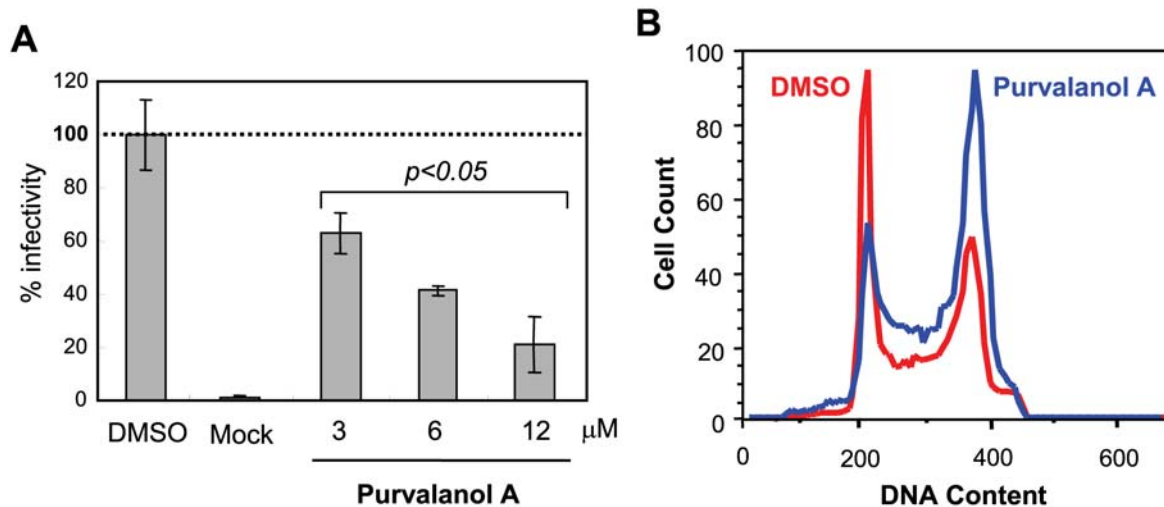 A
120
100
80
60
40
20
0
% infectivity
p<0.05
DMSO Mock 3 6 12 μM
Purvalanol A
B
100
80
60
40
20
0
Cell Count
DMSO Purvalanol A
0 200 400 600
DNA Content